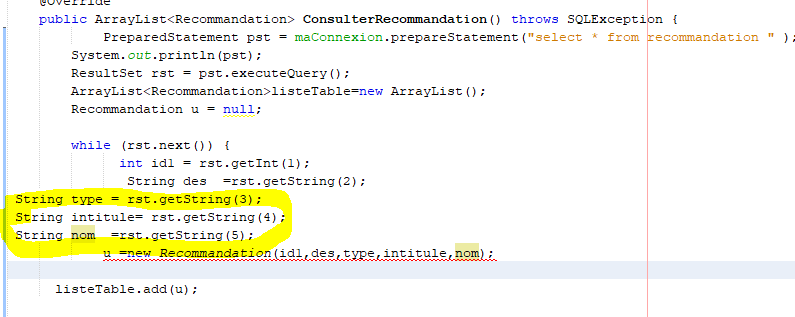 @Override
public ArrayList<Recommandation> ConsulterRecommandation() throws SQLException {
PreparedStatement pst = maConnexion.prepareStatement("select * from recommandation " );
System.out.println(pst);
ResultSet rst = pst.executeQuery();
ArrayList<Recommandation>listeTable=new ArrayList();
Recommandation u = null;
while (rst.next()) {
int id1 = rst.getInt(1);
String des =rst.getString(2);
String type = rst.getString(3);
String intitule= rst.getString(4);
String nom =rst.getString(5);
u =new Recommandation(id1,des,type,intitule,nom);
listeTable.add(u);